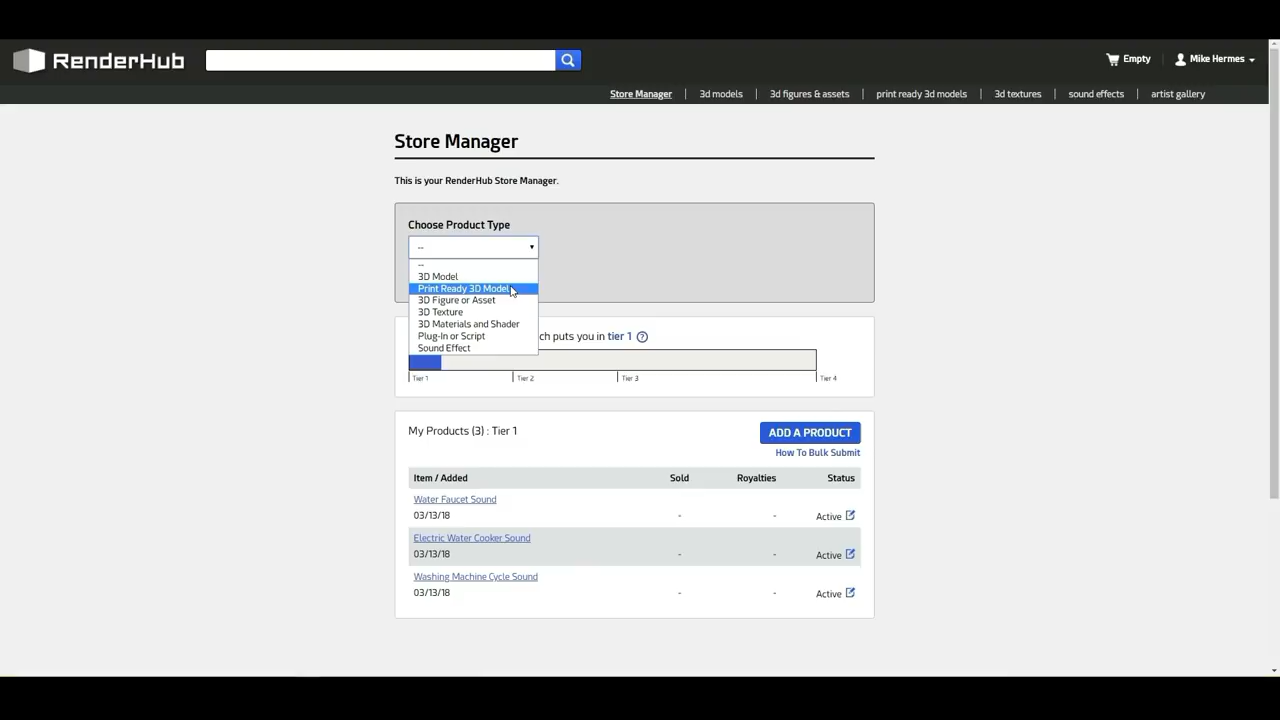 RENDERHUB
Empty
Mike Hermes
Store Manager
3d models
3d figures & assets
print ready 3d models
3d textures
sound effects
artist gallery
Store Manager
This is your RenderHub Store Manager.
Choose Product Type
--
--
3D Model
Print Ready 3D Model
3D Figure or Asset
3D Texture
3D Materials and Shader
Plug-In or Script
Sound Effect
ch puts you in tier 1 ?
Tier 1
Tier 2
Tier 3
Tier 4
My Products (3) : Tier 1
ADD A PRODUCT
How To Bulk Submit
Item / Added Sold Royalties Status
Water Faucet Sound
03/13/18 - - Active
Electric Water Cooker Sound
03/13/18 - - Active
Washing Machine Cycle Sound
03/13/18 - - Active